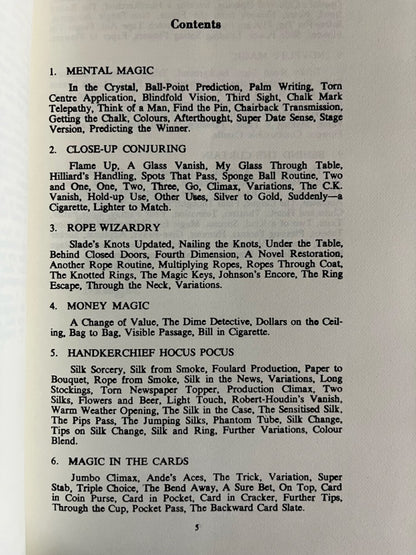 Contents
1. MENTAL MAGIC
In the Crystal, Ball-Point Prediction, Palm Writing, Torn
Centre Application, Blindfold Vision, Third Sight, Chalk Mark
Telepathy, Think of a Man, Find the Pin, Chairback Transmission,
Getting the Chalk, Colours, Afterthought, Super Date Sense, Stage
Version, Predicting the Winner.
2. CLOSE-UP CONJURING
Flame Up, A Glass Vanish, My Glass Through Table,
Hilliard's Handling, Spots That Pass, Sponge Ball Routine, Two
and One, One, Two, Three, Go, Climax, Variations, The C.K.
Vanish, Hold-up Use, Other Uses, Silver to Gold, Suddenly—a
Cigarette, Lighter to Match.
3. ROPE WIZARDRY
Slade's Knots Updated, Nailing the Knots, Under the Table,
Behind Closed Doors, Fourth Dimension, A Novel Restoration,
Another Rope Routine, Multiplying Ropes, Ropes Through Coat,
The Knotted Rings, The Magic Keys, Johnson's Encore, The Ring
Escape, Through the Neck, Variations.
4. MONEY MAGIC
A Change of Value, The Dime Detective, Dollars on the Ceil-
ing, Bag to Bag, Visible Passage, Bill in Cigarette.
5. HANDKERCHIEF HOCUS POCUS
Silk Sorcery, Silk from Smoke, Foulard Production, Paper to
Bouquet, Rope from Smoke, Silk in the News, Variations, Long
Stockings, Torn Newspaper Topper, Production Climax, Two
Silks, Flowers and Beer, Light Touch, Robert-Houdin's Vanish,
Warm Weather Opening, The Silk in the Case, The Sensitised Silk,
The Pips Pass, The Jumping Silks, Phantom Tube, Silk Change,
Tips on Silk Change, Silk and Ring, Further Variations, Colour
Blend.
6. MAGIC IN THE CARDS
Jumbo Climax, Ande's Aces, The Trick, Variation, Super
Stab, Triple Choice, The Bend Away, A Sure Bet, On Top, Card
in Coin Purse, Card in Pocket, Card in Cracker, Further Tips,
Through the Cup, Pocket Pass, The Backward Card Slate.
5